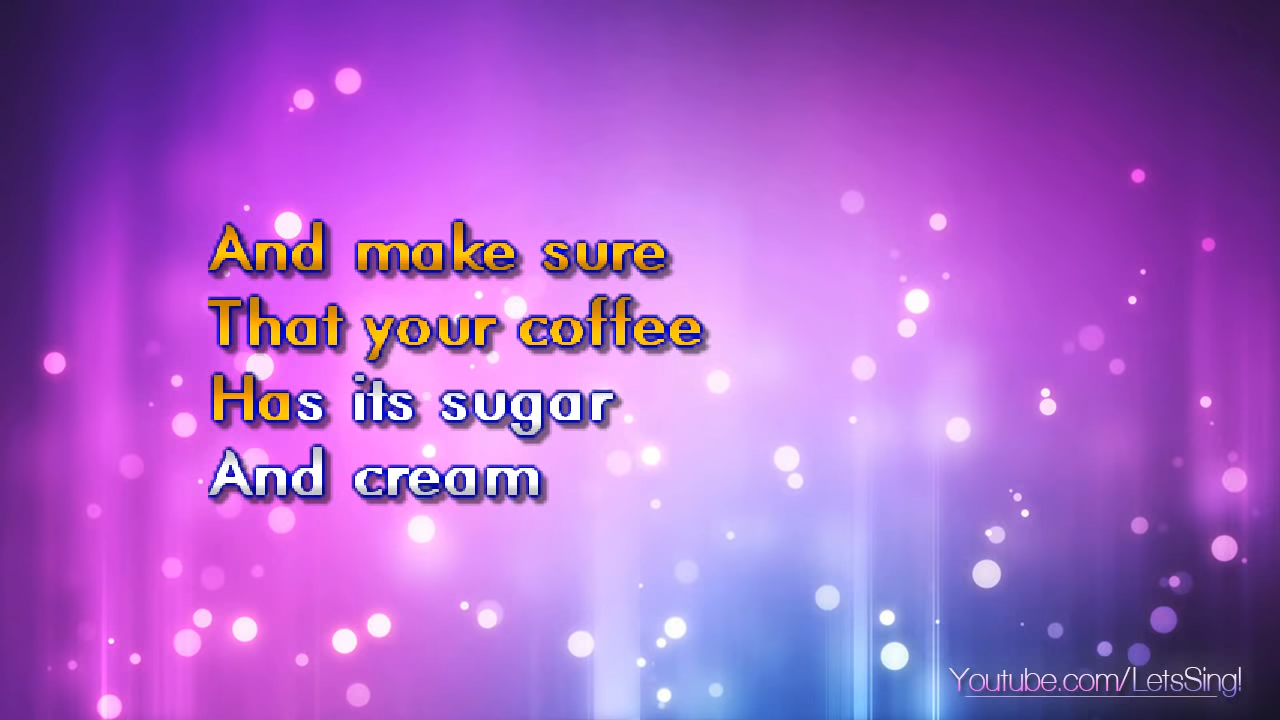 And make sure
That your coffee
Has its sugar
And cream
Youtube.com/LetsSing!